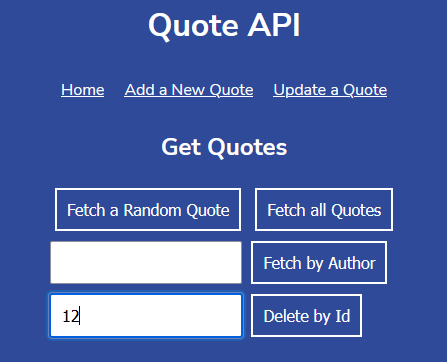 Quote API
Home Add a New Quote Update a Quote
Get Quotes
Fetch a Random Quote Fetch all Quotes
Fetch by Author
12 Delete by Id